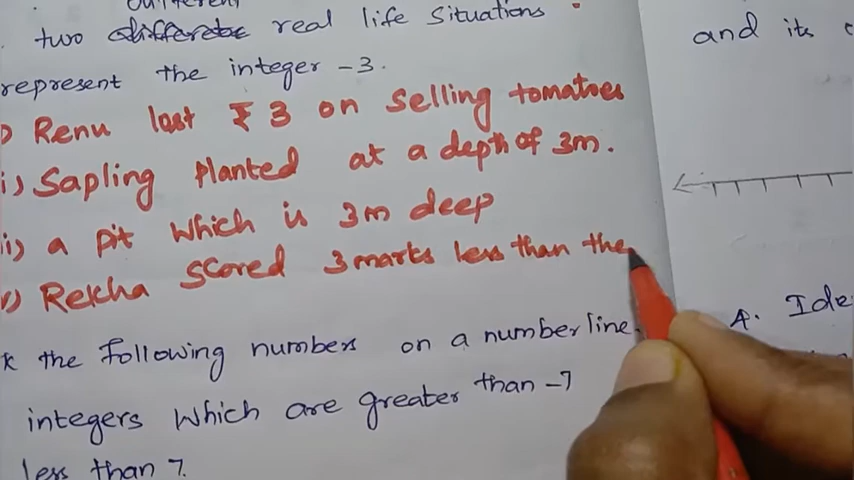 two real life situations
represent the integer -3.
Renu last ₹ 3 on selling tomatoes
i) Sapling planted at a depth of 3m.
ii) a pit which is 3m deep
v) Rekha scored 3 marks less than the
the following numbers on a number line.
integers which are greater than -7
less than 7.
and its
A. Ide